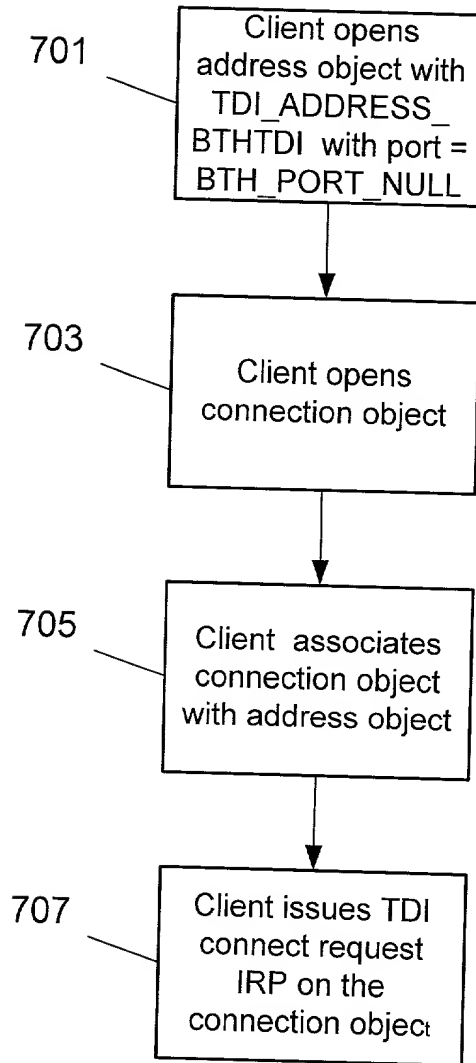 701
Client opens
address object with
TDI_ADDRESS_
BTHTDI with port =
BTH_PORT_NULL
703
Client opens
connection object
705
Client associates
connection object
with address object
707
Client issues TDI
connect request
IRP on the
connection object